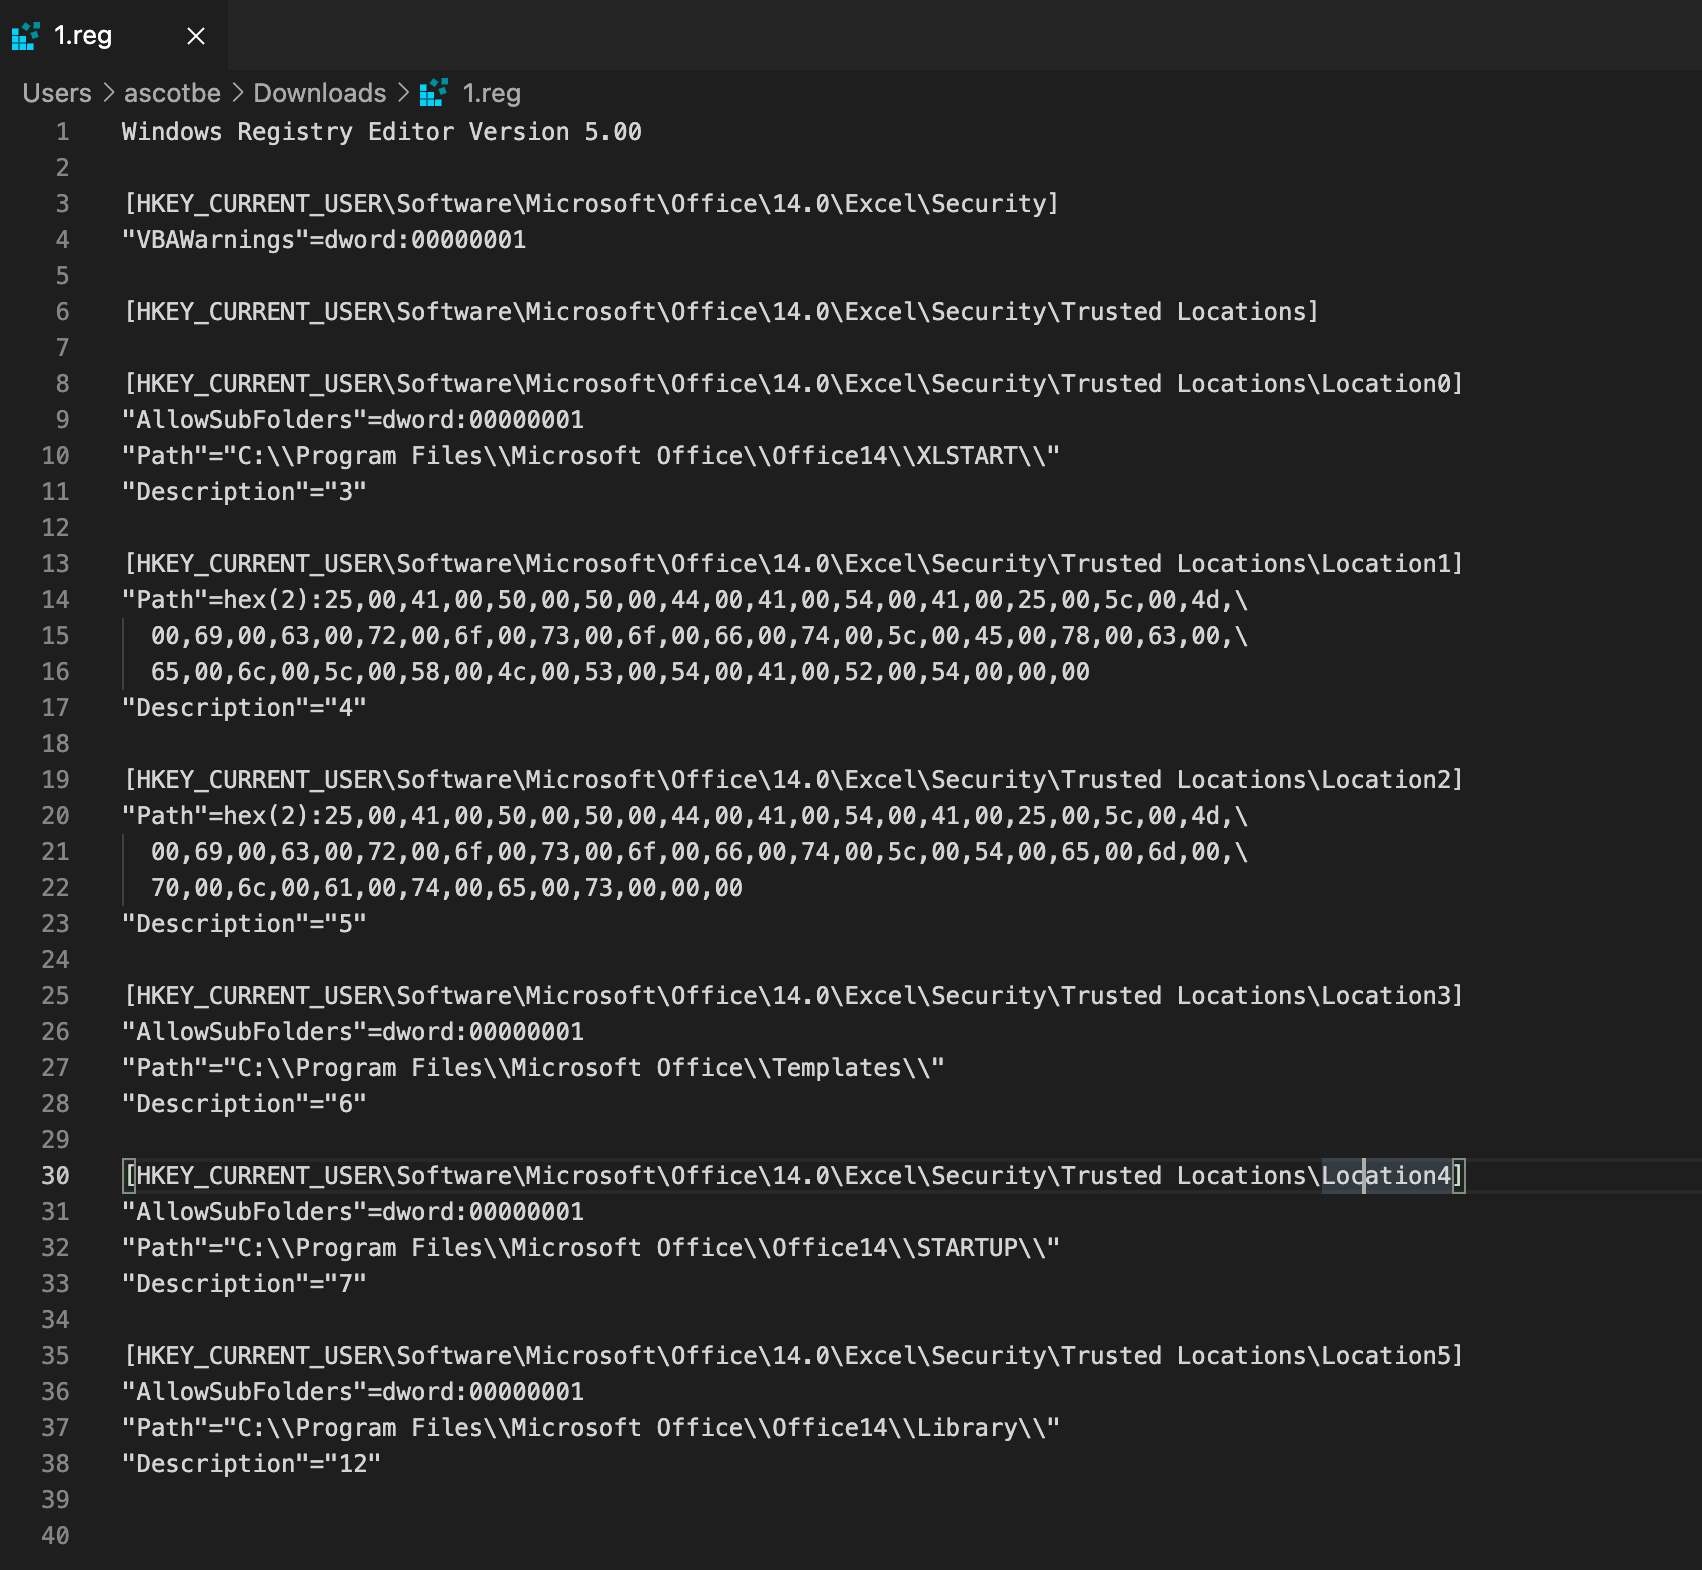 1.reg
Users > ascotbe > Downloads > 1.reg
1 Windows Registry Editor Version 5.00
2
3 [HKEY_CURRENT_USER\Software\Microsoft\Office\14.0\Excel\Security]
4 "VBAWarnings"=dword:00000001
5
6 [HKEY_CURRENT_USER\Software\Microsoft\Office\14.0\Excel\Security\Trusted Locations]
7
8 [HKEY_CURRENT_USER\Software\Microsoft\Office\14.0\Excel\Security\Trusted Locations\Location0]
9 "AllowSubFolders"=dword:00000001
10 "Path"="C:\\Program Files\\Microsoft Office\\Office14\\XLSTART\\"
11 "Description"="3"
12
13 [HKEY_CURRENT_USER\Software\Microsoft\Office\14.0\Excel\Security\Trusted Locations\Location1]
14 "Path"=hex(2):25,00,41,00,50,00,50,00,44,00,41,00,54,00,41,00,25,00,5c,00,4d,\
15 00,69,00,63,00,72,00,6f,00,73,00,6f,00,66,00,74,00,5c,00,45,00,78,00,63,00,\
16 65,00,6c,00,5c,00,58,00,4c,00,53,00,54,00,41,00,52,00,54,00,00,00
17 "Description"="4"
18
19 [HKEY_CURRENT_USER\Software\Microsoft\Office\14.0\Excel\Security\Trusted Locations\Location2]
20 "Path"=hex(2):25,00,41,00,50,00,50,00,44,00,41,00,54,00,41,00,25,00,5c,00,4d,\
21 00,69,00,63,00,72,00,6f,00,73,00,6f,00,66,00,74,00,5c,00,54,00,65,00,6d,00,\
22 70,00,6c,00,61,00,74,00,65,00,73,00,00,00
23 "Description"="5"
24
25 [HKEY_CURRENT_USER\Software\Microsoft\Office\14.0\Excel\Security\Trusted Locations\Location3]
26 "AllowSubFolders"=dword:00000001
27 "Path"="C:\\Program Files\\Microsoft Office\\Templates\\"
28 "Description"="6"
29
30 [HKEY_CURRENT_USER\Software\Microsoft\Office\14.0\Excel\Security\Trusted Locations\Location4]
31 "AllowSubFolders"=dword:00000001
32 "Path"="C:\\Program Files\\Microsoft Office\\Office14\\STARTUP\\"
33 "Description"="7"
34
35 [HKEY_CURRENT_USER\Software\Microsoft\Office\14.0\Excel\Security\Trusted Locations\Location5]
36 "AllowSubFolders"=dword:00000001
37 "Path"="C:\\Program Files\\Microsoft Office\\Office14\\Library\\"
38 "Description"="12"
39
40